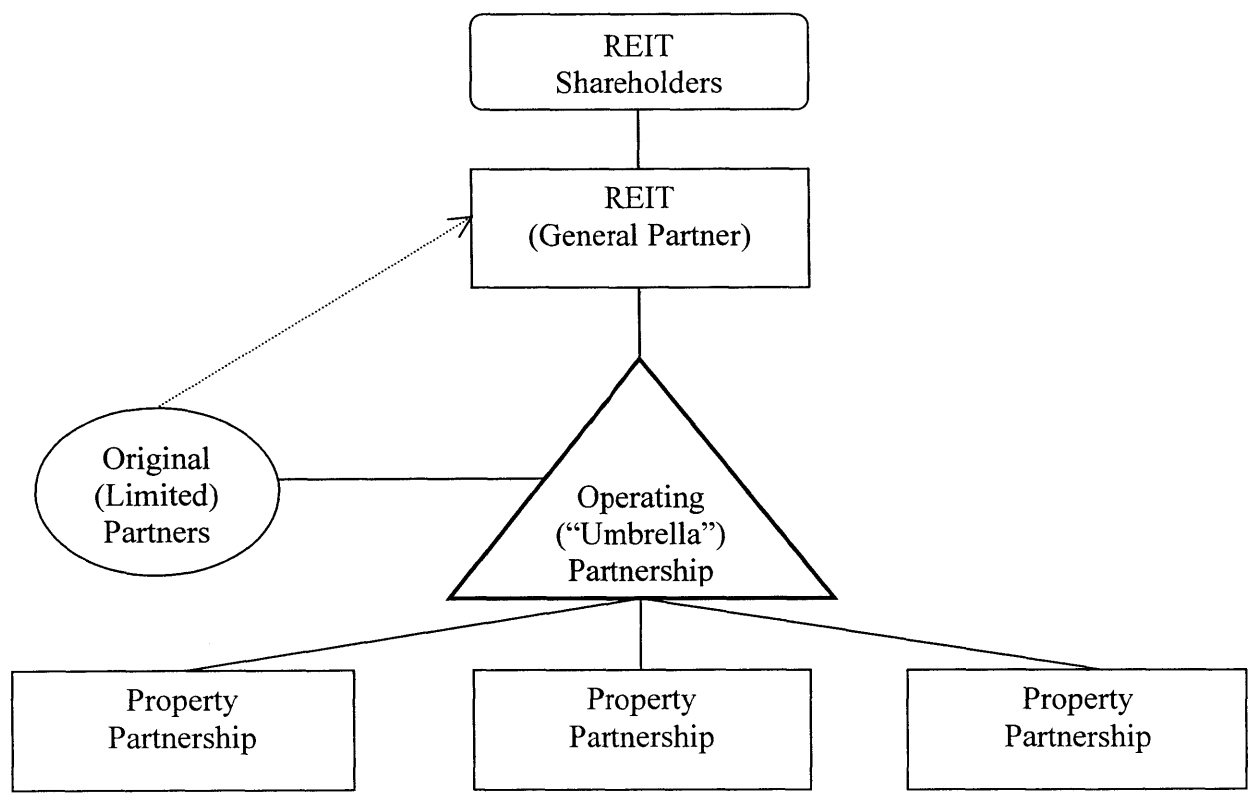 REIT
Shareholders
REIT
(General Partner)
Original
(Limited)
Partners
Operating
(“Umbrella”)
Partnership
Property
Partnership
Property
Partnership
Property
Partnership